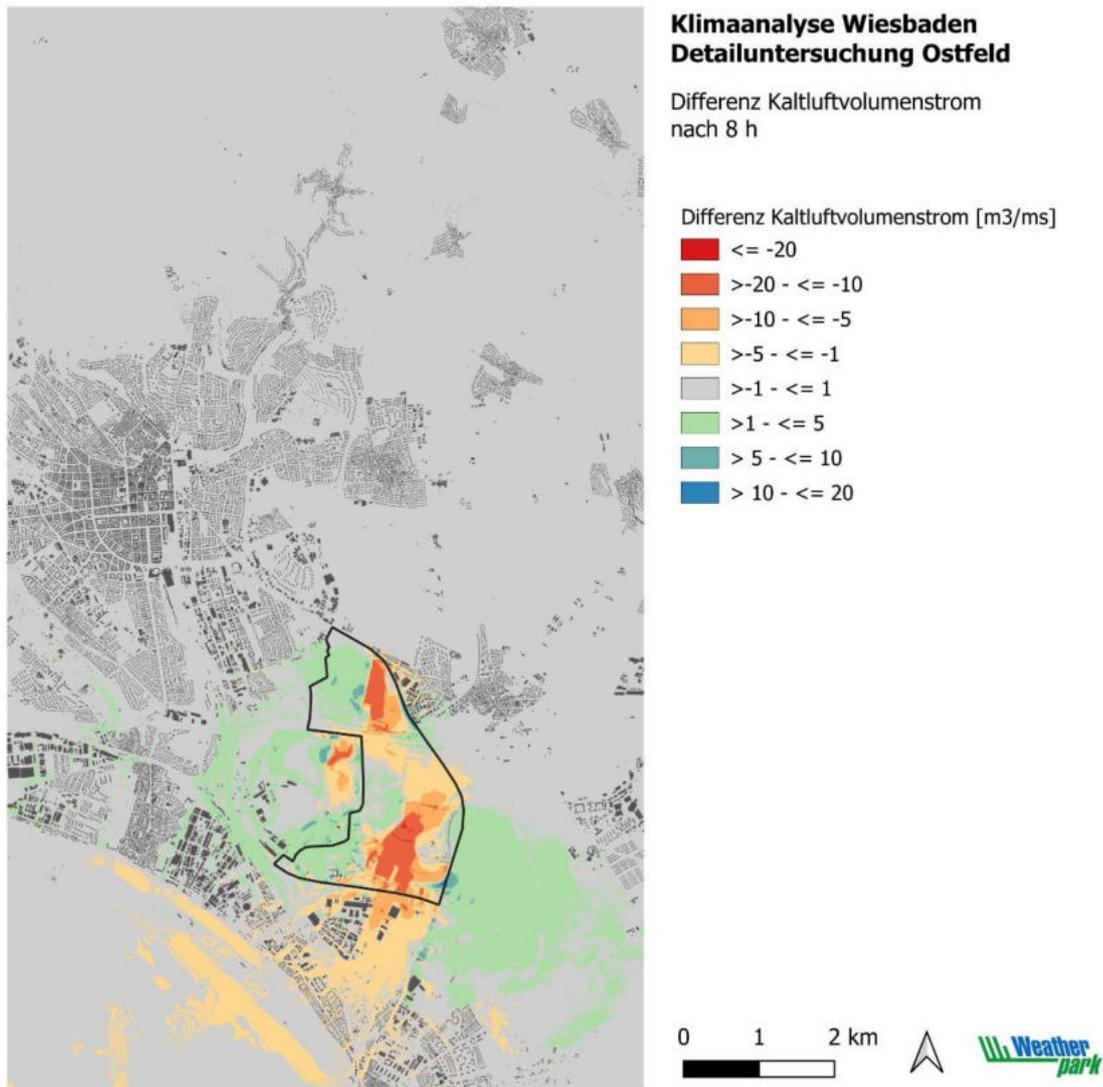 Klimaanalyse Wiesbaden
Detailuntersuchung Ostfeld
Differenz Kaltluftvolumenstrom
nach 8 h
Differenz Kaltluftvolumenstrom [m3/ms]
<= -20
>-20 - <= -10
>-10 - <= -5
>-5 - <= -1
>-1 - <= 1
>1 - <= 5
> 5 - <= 10
> 10 - <= 20
0 1 2 km
Weather
park